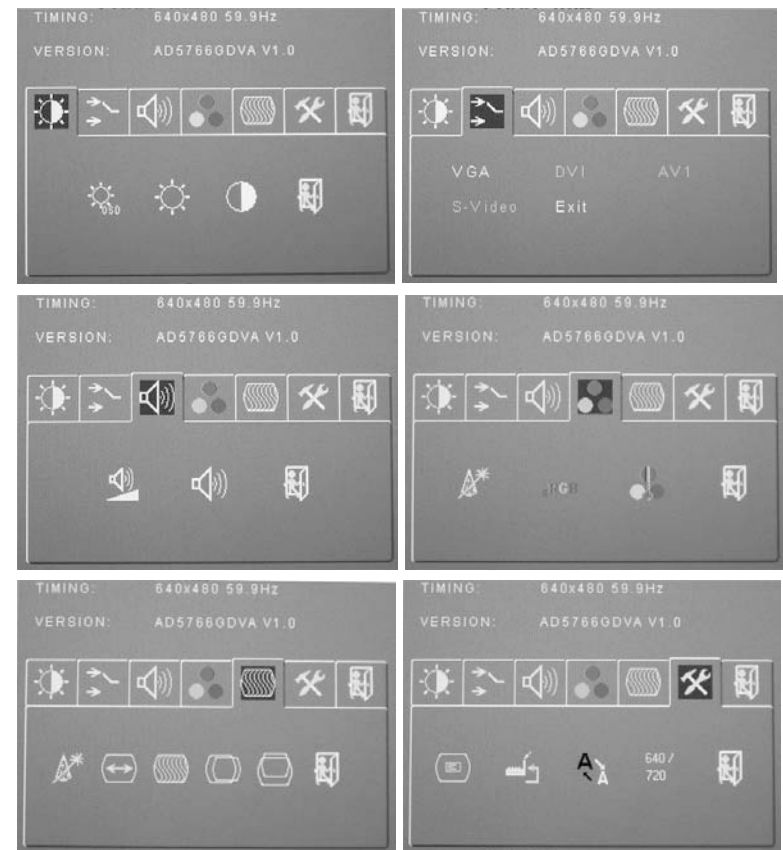 TIMING: 640x480 59.9Hz
VERSION: AD5766GDVA V1.0
OSD
TIMING: 640x480 59.9Hz
VERSION: AD5766GDVA V1.0
VGA DVI AV1
S-Video Exit
TIMING: 640x480 59.9Hz
VERSION: AD5766GDVA V1.0
TIMING: 640x480 59.9Hz
VERSION: AD5766GDVA V1.0
sRGB
TIMING: 640x480 59.9Hz
VERSION: AD5766GDVA V1.0
TIMING: 640x480 59.9Hz
VERSION: AD5766GDVA V1.0
A A
640/
720